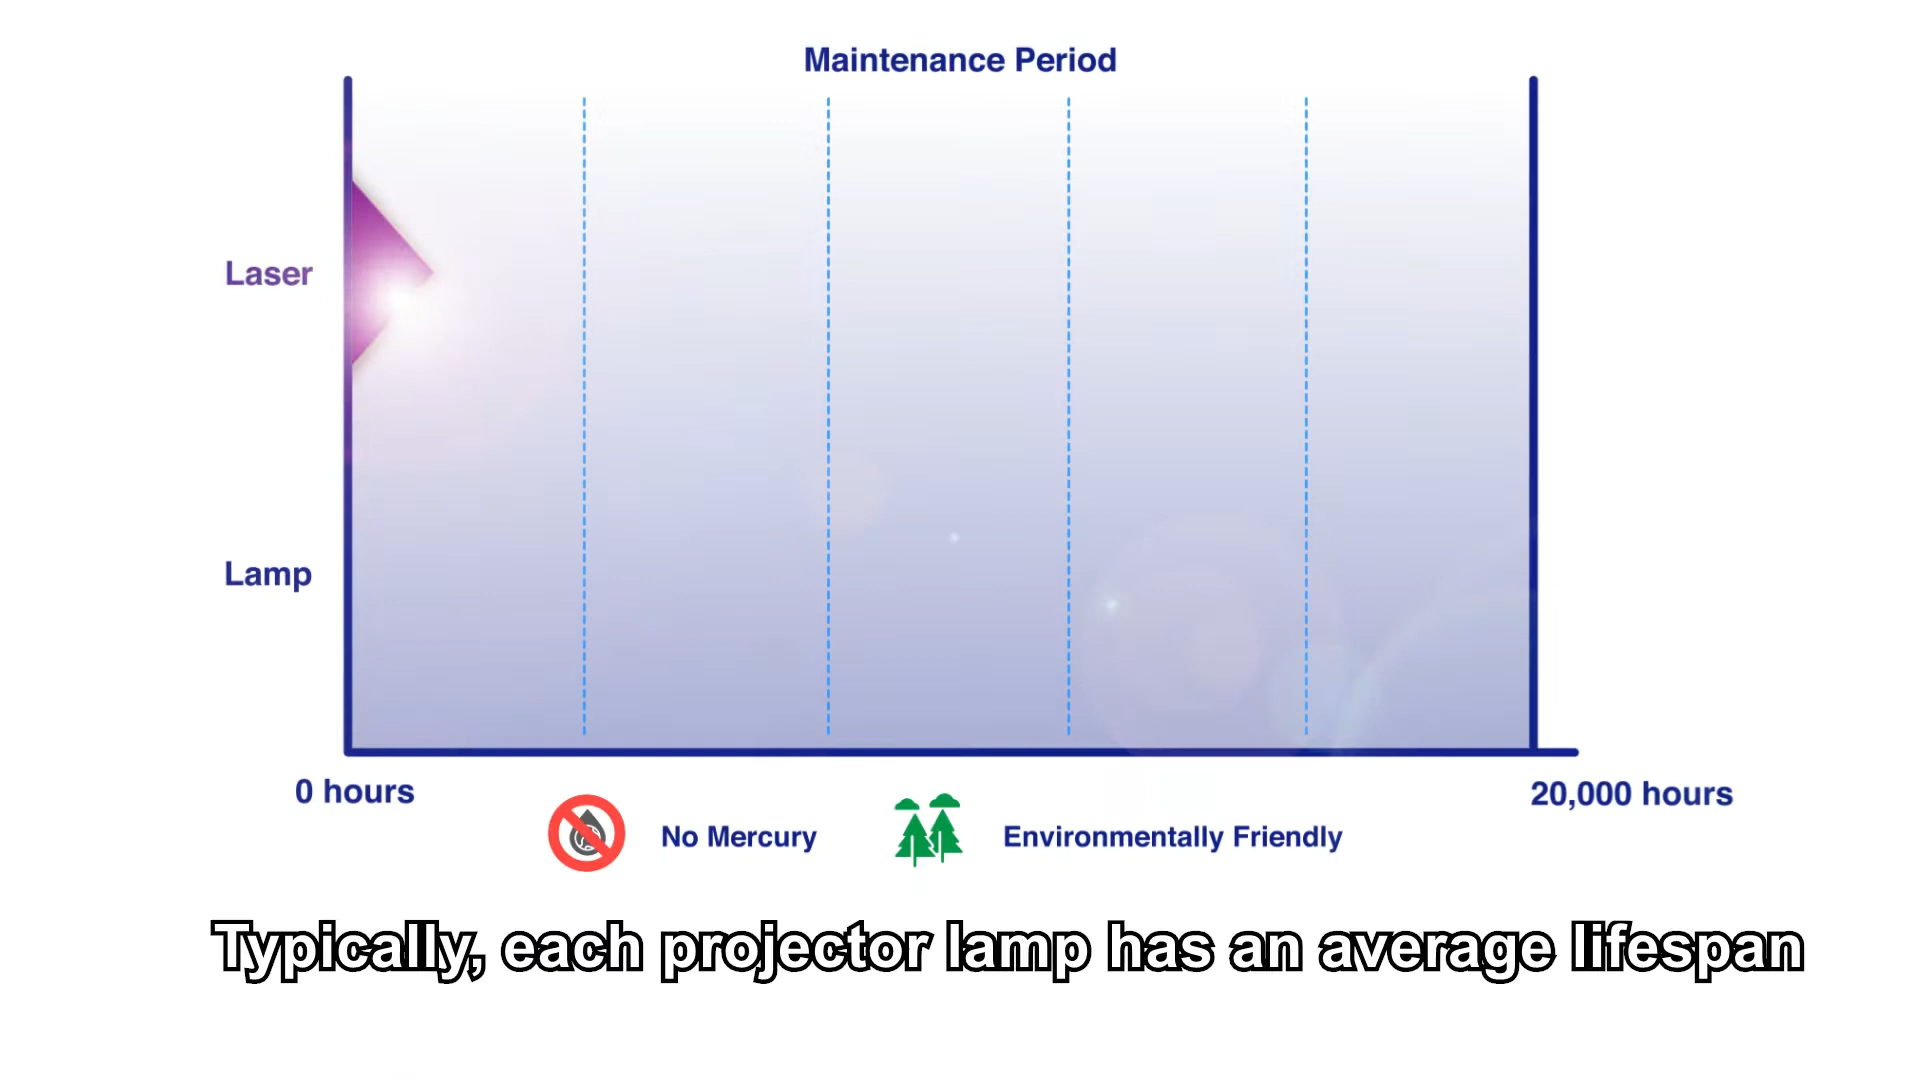 Maintenance Period
Laser
Lamp
0 hours
20,000 hours
No Mercury
Environmentally Friendly
Typically, each projector lamp has an average lifespan